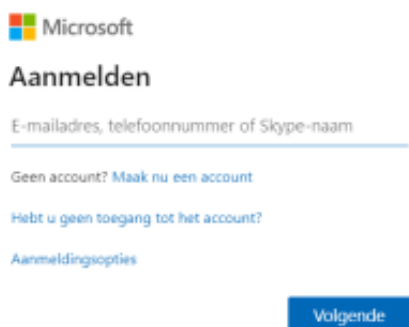 Microsoft
Aanmelden
E-mailadres, telefoonnummer of Skype-naam
Geen account? Maak nu een account
Hebt u geen toegang tot het account?
Aanmeldingsopties
Volgende